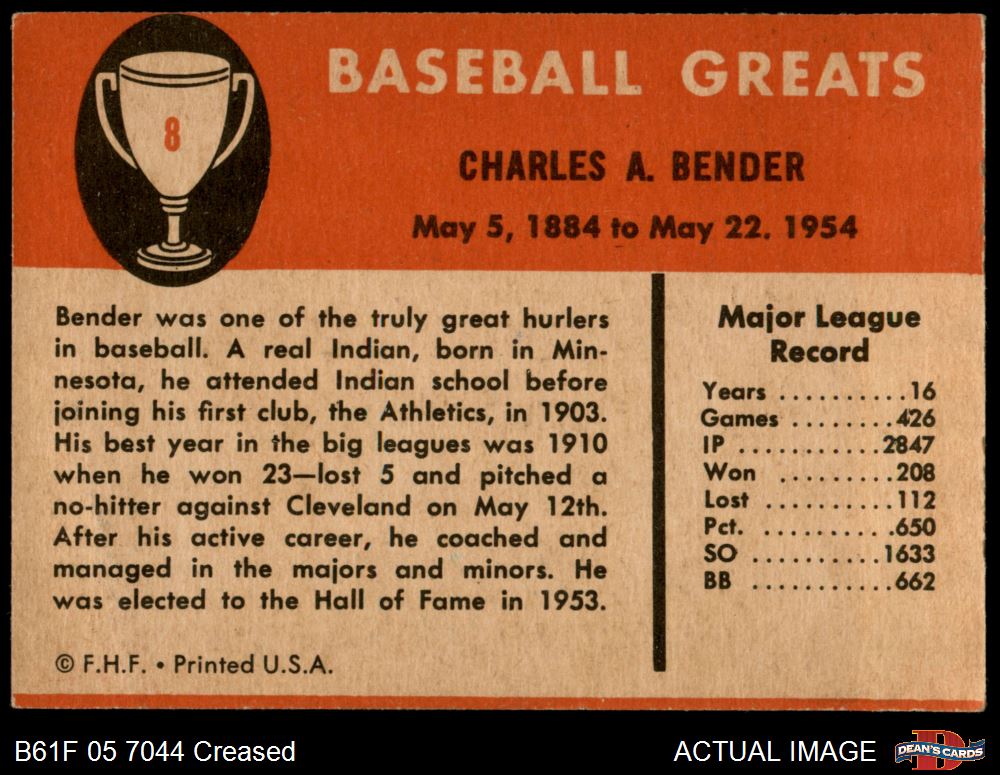 8
BASEBALL GREATS
CHARLES A. BENDER
May 5, 1884 to May 22. 1954
Bender was one of the truly great hurlers
in baseball. A real Indian, born in Min-
nesota, he attended Indian school before
joining his first club, the Athletics, in 1903.
His best year in the big leagues was 1910
when he won 23—lost 5 and pitched a
no-hitter against Cleveland on May 12th.
After his active career, he coached and
managed in the majors and minors. He
was elected to the Hall of Fame in 1953.
© F.H.F. • Printed U.S.A.
Major League
Record
Years ..........16
Games ........426
IP ...........2847
Won .........208
Lost ..........112
Pct. ..........650
SO ..........1633
BB ...........662
B61F 05 7044 Creased
ACTUAL IMAGE
D
DEAN'S CARDS